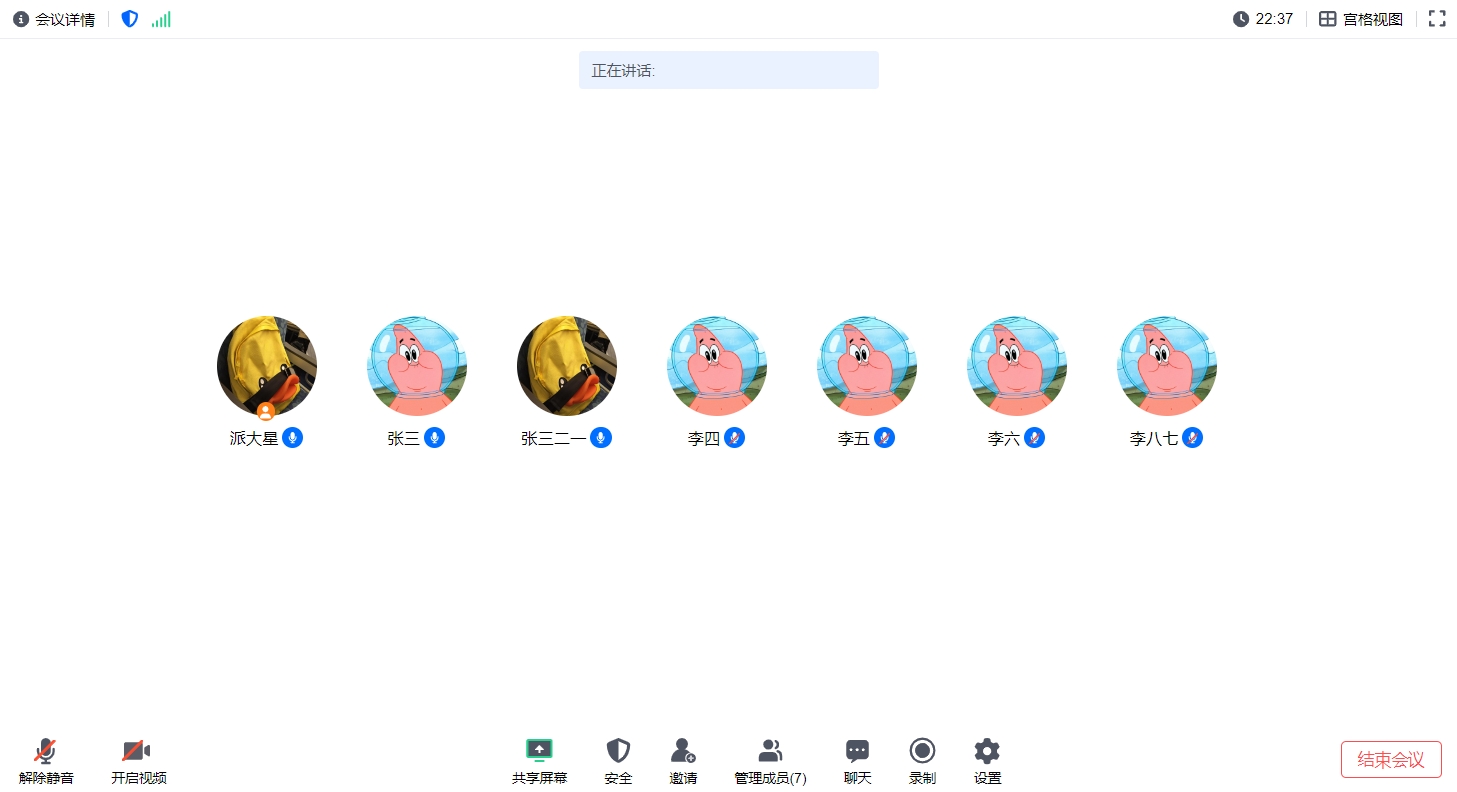 会议详情
22:37
宫格视图
正在讲话:
派大星
张三
张三二一
李四
李五
李六
李八七
解除静音
开启视频
共享屏幕
安全
邀请
管理成员(7)
聊天
录制
设置
结束会议